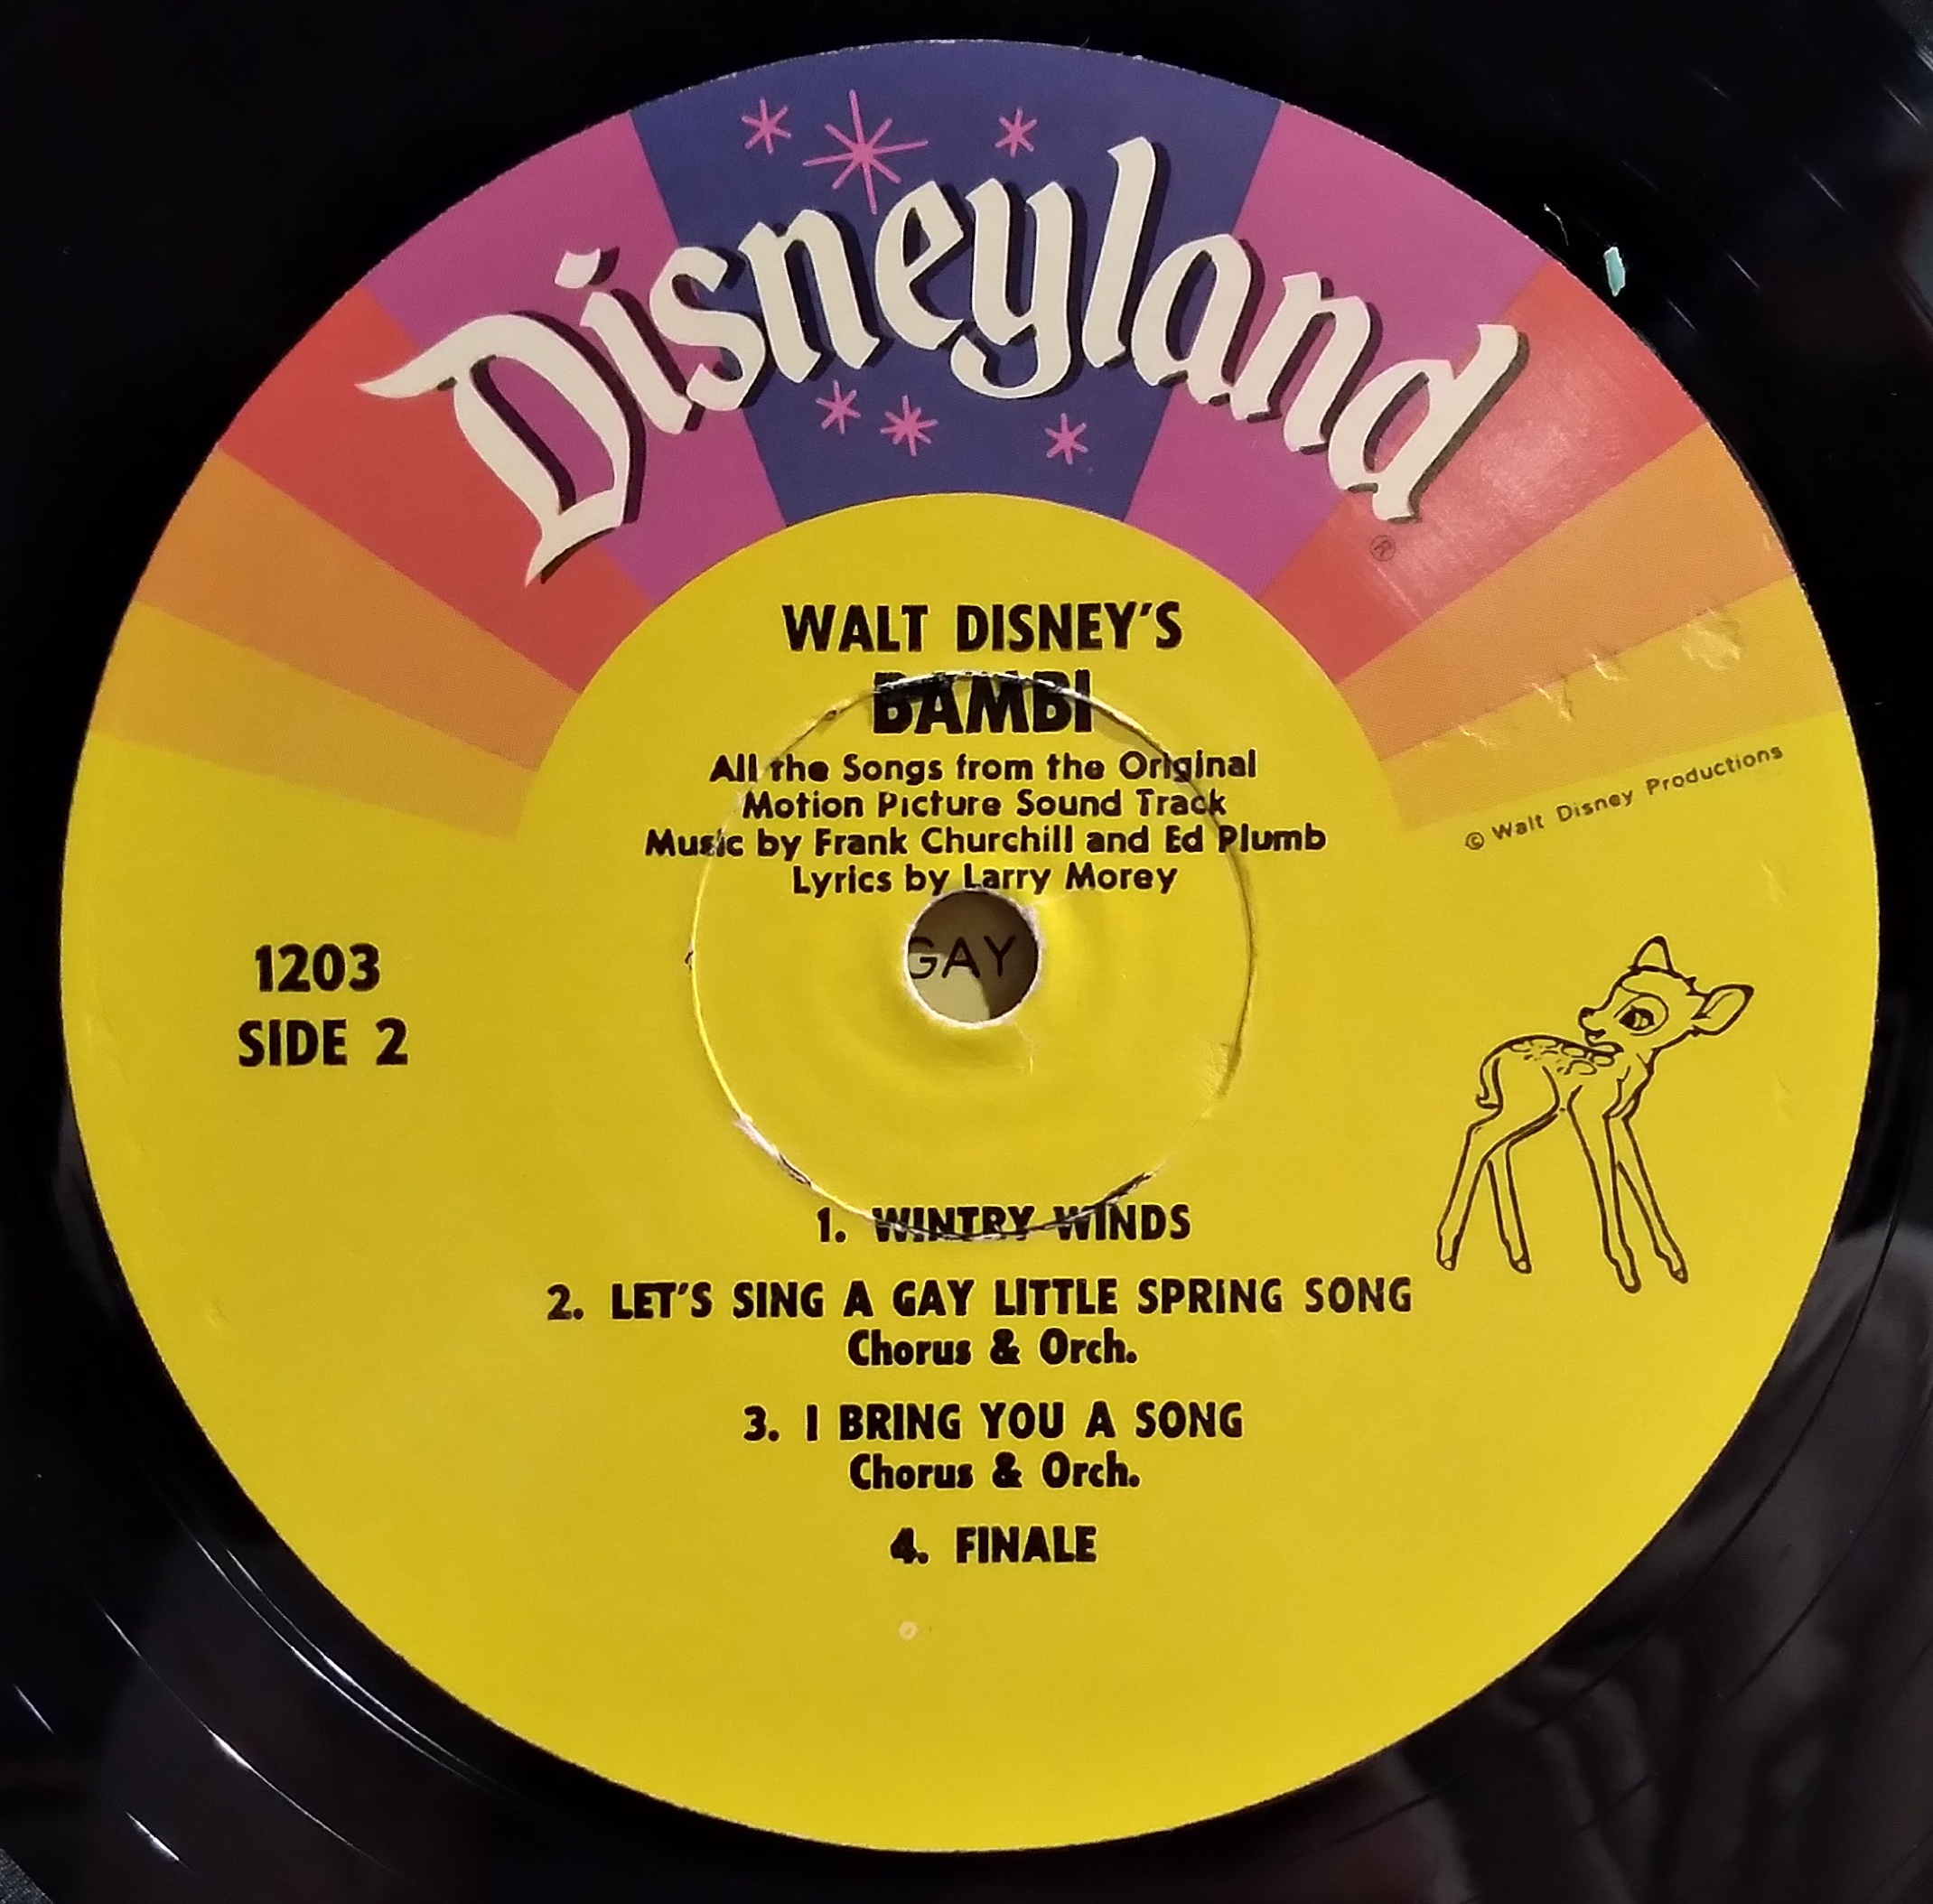 Disneyland
®
WALT DISNEY'S
BAMBI
All the Songs from the Original
Motion Picture Sound Track
Music by Frank Churchill and Ed Plumb
Lyrics by Larry Morey
© Walt Disney Productions
1203
SIDE 2
GAY
1. WINTRY WINDS
2. LET'S SING A GAY LITTLE SPRING SONG
Chorus & Orch.
3. I BRING YOU A SONG
Chorus & Orch.
4. FINALE